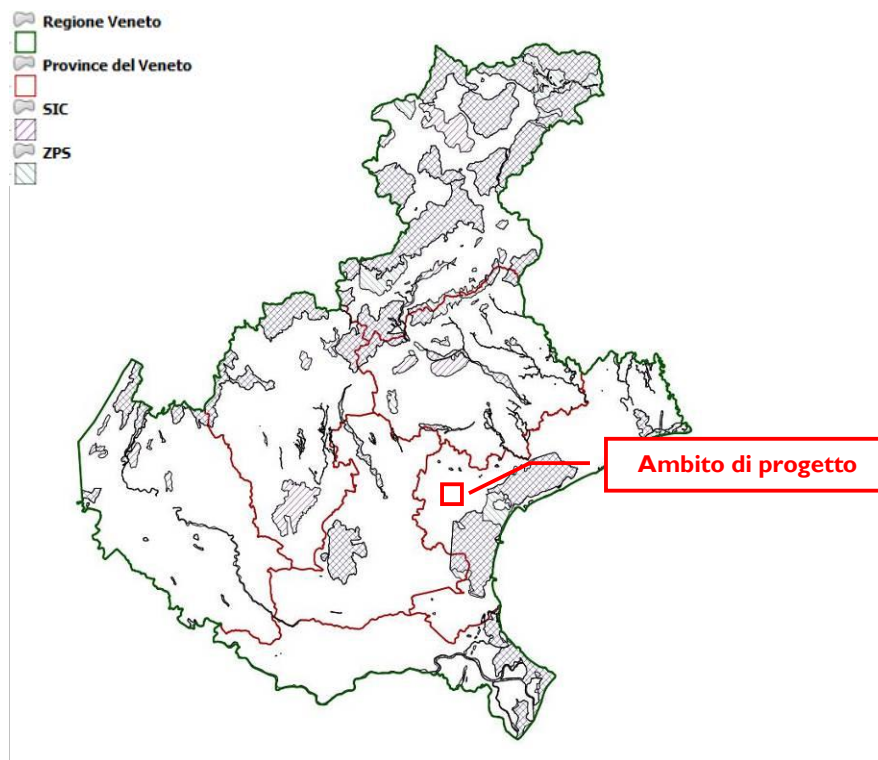 Regione Veneto
Province del Veneto
SIC
ZPS
Ambito di progetto